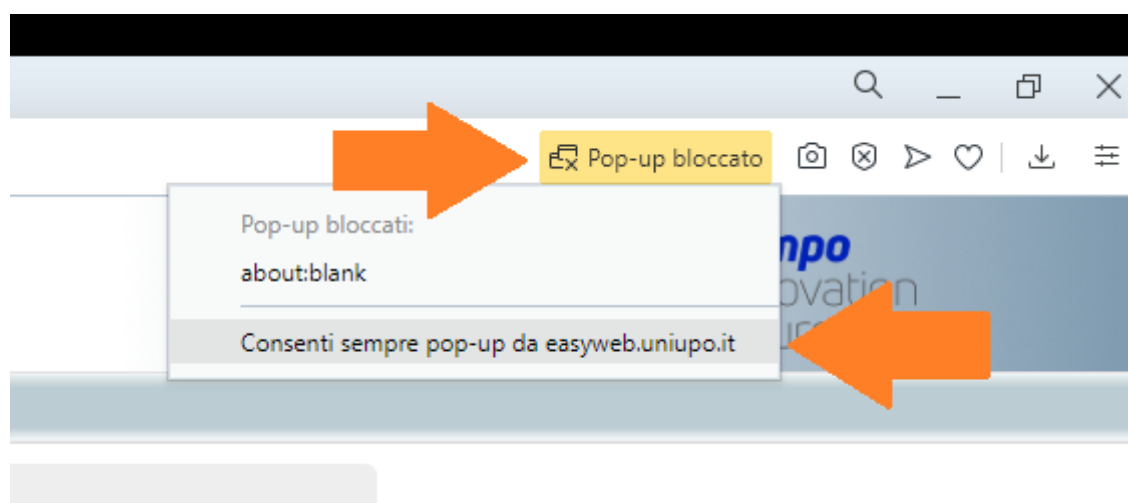 Pop-up bloccato
Pop-up bloccati:
about:blank
Consenti sempre pop-up da easyweb.uniupo.it